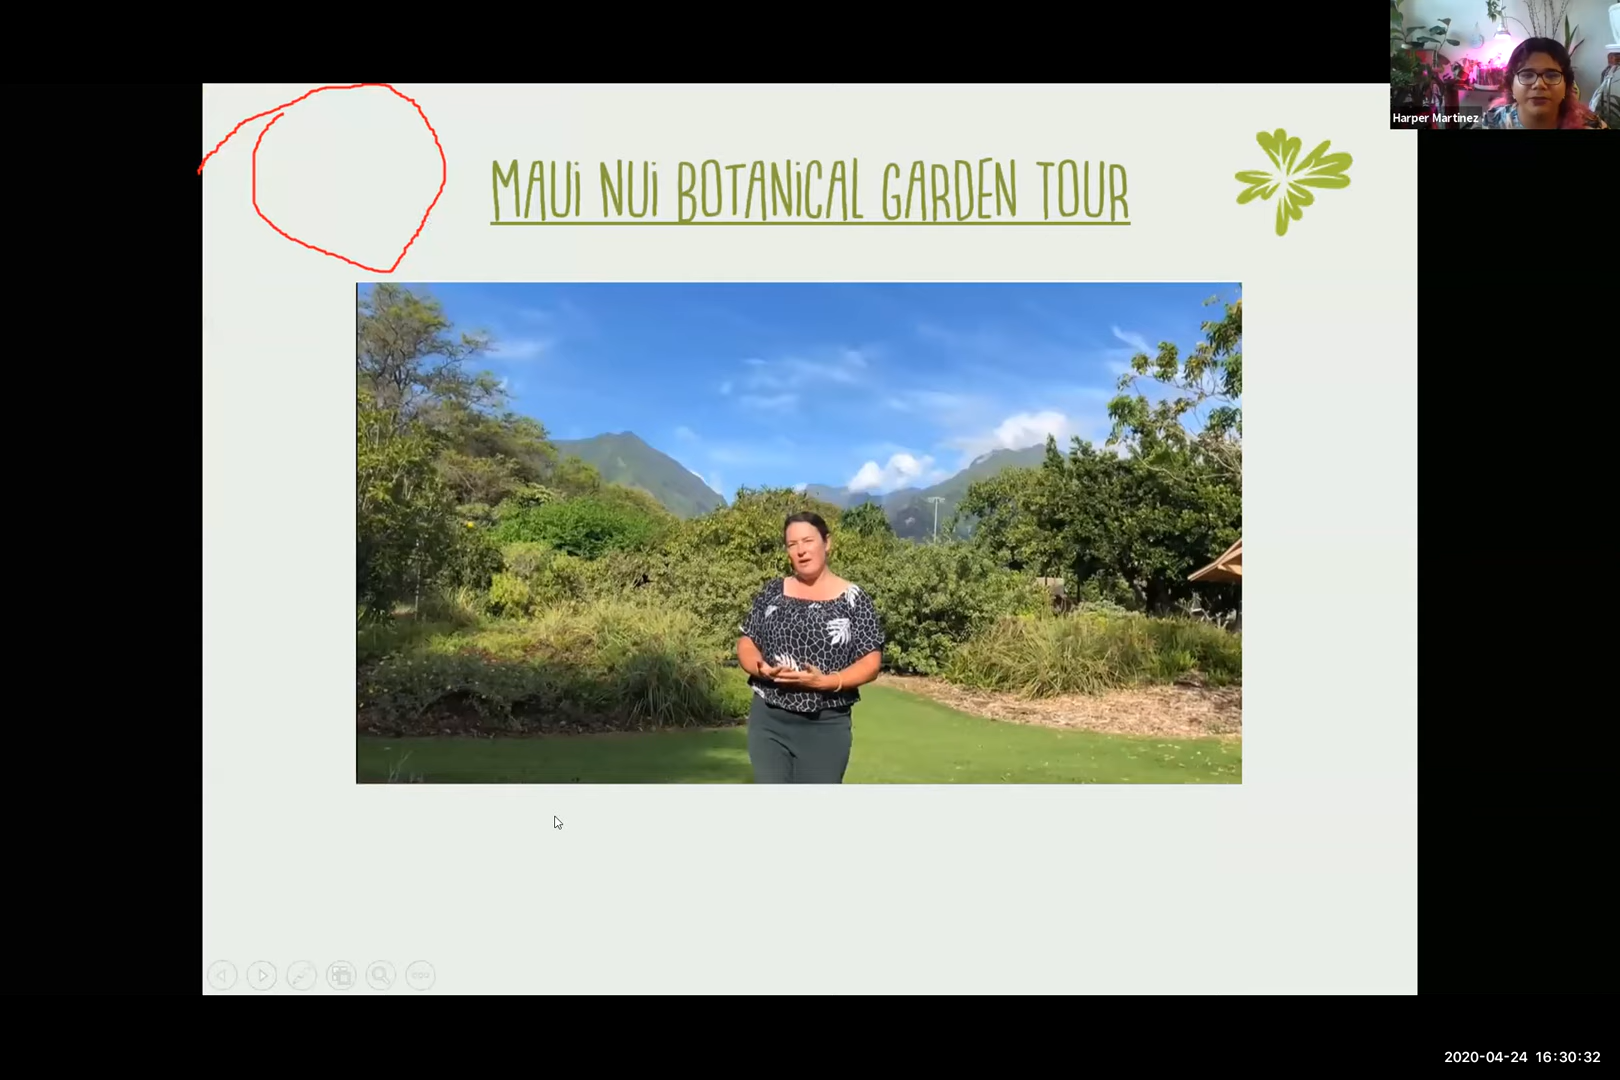 Harper Martinez
MAUi NUi BOTANiCAL GARDEN TOUR
2020-04-24 16:30:32